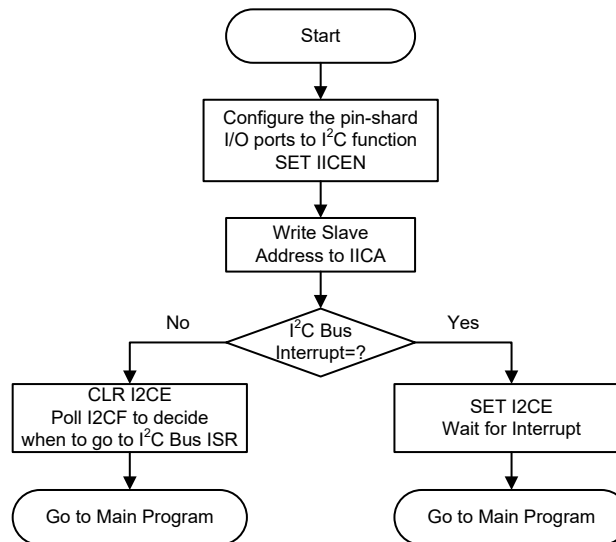 Start
Configure the pin-shard
I/O ports to I²C function
SET IICEN
Write Slave
Address to IICA
No
I²C Bus
Interrupt=?
Yes
CLR I2CE
Poll I2CF to decide
when to go to I²C Bus ISR
SET I2CE
Wait for Interrupt
Go to Main Program
Go to Main Program